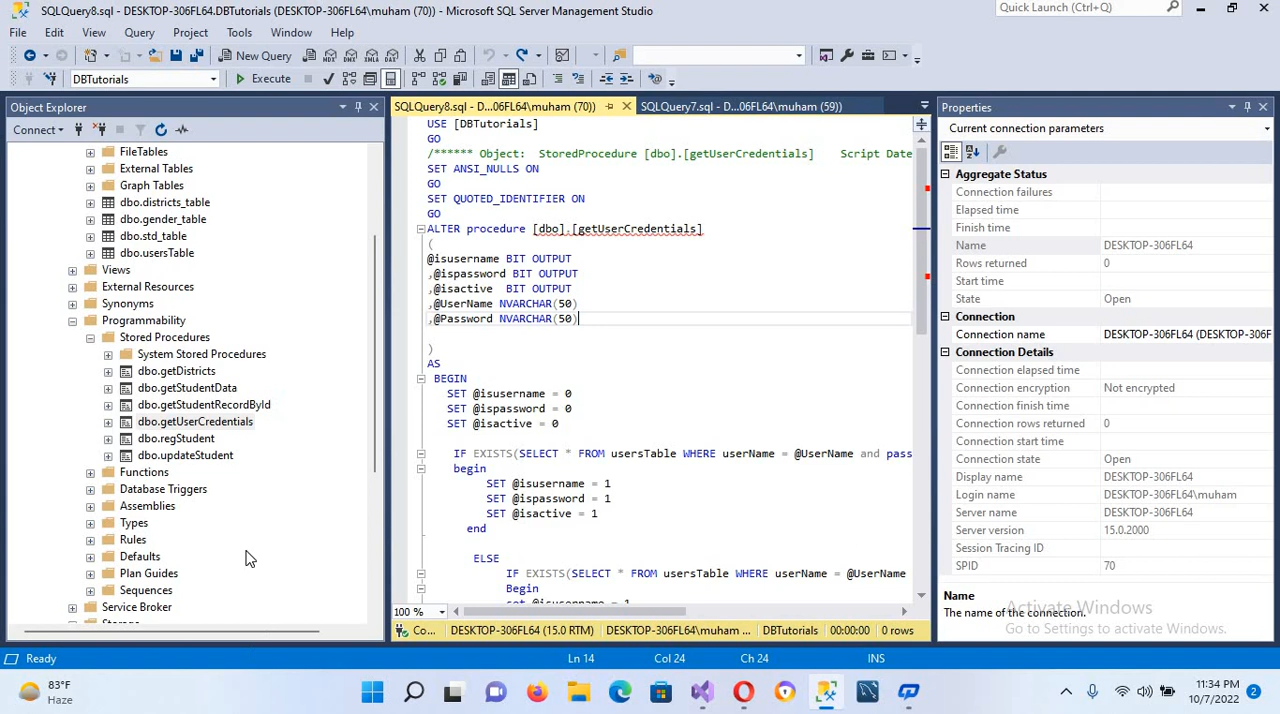 SQLQuery8.sql - DESKTOP-306FL64.DBTutorials (DESKTOP-306FL64\muham (70)) - Microsoft SQL Server Management Studio
Quick Launch (Ctrl+Q)
File Edit View Query Project Tools Window Help
New Query
DBTutorials
Execute
Object Explorer
Connect
FileTables
External Tables
Graph Tables
dbo.districts_table
dbo.gender_table
dbo.std_table
dbo.usersTable
Views
External Resources
Synonyms
Programmability
Stored Procedures
System Stored Procedures
dbo.getDistricts
dbo.getStudentData
dbo.getStudentRecordById
dbo.getUserCredentials
dbo.regStudent
dbo.updateStudent
Functions
Database Triggers
Assemblies
Types
Rules
Defaults
Plan Guides
Sequences
Service Broker
SQLQuery8.sql - D...06FL64\muham (70))
SQLQuery7.sql - D...06FL64\muham (59))
USE [DBTutorials]
GO
/****** Object: StoredProcedure [dbo].[getUserCredentials] Script Date
SET ANSI_NULLS ON
GO
SET QUOTED_IDENTIFIER ON
GO
ALTER procedure [dbo].[getUserCredentials]
(
@isusername BIT OUTPUT
,@ispassword BIT OUTPUT
,@isactive BIT OUTPUT
,@UserName NVARCHAR(50)
,@Password NVARCHAR(50)
)
AS
BEGIN
SET @isusername = 0
SET @ispassword = 0
SET @isactive = 0
IF EXISTS(SELECT * FROM usersTable WHERE userName = @UserName and pass
begin
SET @isusername = 1
SET @ispassword = 1
SET @isactive = 1
end
ELSE
IF EXISTS(SELECT * FROM usersTable WHERE userName = @UserName
Begin
set @isusername = 1
100 %
Co...
DESKTOP-306FL64 (15.0 RTM)
DESKTOP-306FL64\muham ...
DBTutorials
00:00:00
0 rows
Properties
Current connection parameters
Aggregate Status
Connection failures
Elapsed time
Finish time
Name DESKTOP-306FL64
Rows returned 0
Start time
State Open
Connection
Connection name DESKTOP-306FL64 (DESKTOP-306F
Connection Details
Connection elapsed time
Connection encryption Not encrypted
Connection finish time
Connection rows returned 0
Connection start time
Connection state Open
Display name DESKTOP-306FL64
Login name DESKTOP-306FL64\muham
Server name DESKTOP-306FL64
Server version 15.0.2000
Session Tracing ID
SPID 70
Name
The name of the connection.
Activate Windows
Go to Settings to activate Windows.
Ready
Ln 14
Col 24
Ch 24
INS
83°F
Haze
11:34 PM
10/7/2022
2